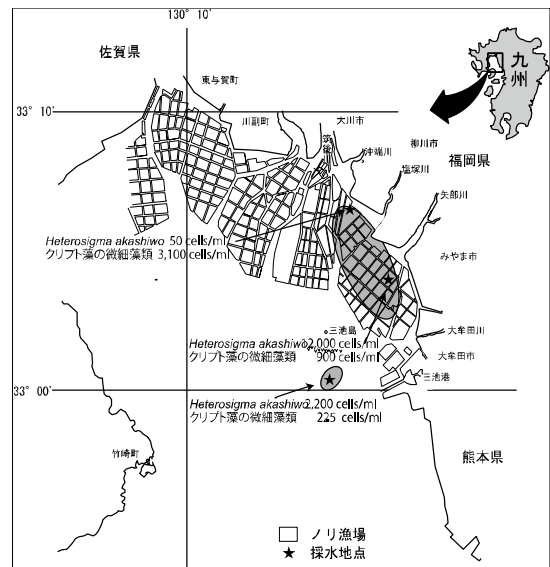 130° 10′
佐賀県
東与賀町
九州
33° 10′
川副町
大川市
筑後
沖端川
柳川市
福岡県
塩塚川
矢部川
Heterosigma akashiwo 50 cells/ml
クリプト藻の微細藻類 3,100 cells/ml
みやま市
三池島
大牟田川
Heterosigma akashiwo 12,000 cells/ml
クリプト藻の微細藻類 900 cells/ml
大牟田市
三池港
33° 00′
Heterosigma akashiwo 2,200 cells/ml
クリプト藻の微細藻類 225 cells/ml
竹崎町
熊本県
ノリ漁場
★ 採水地点